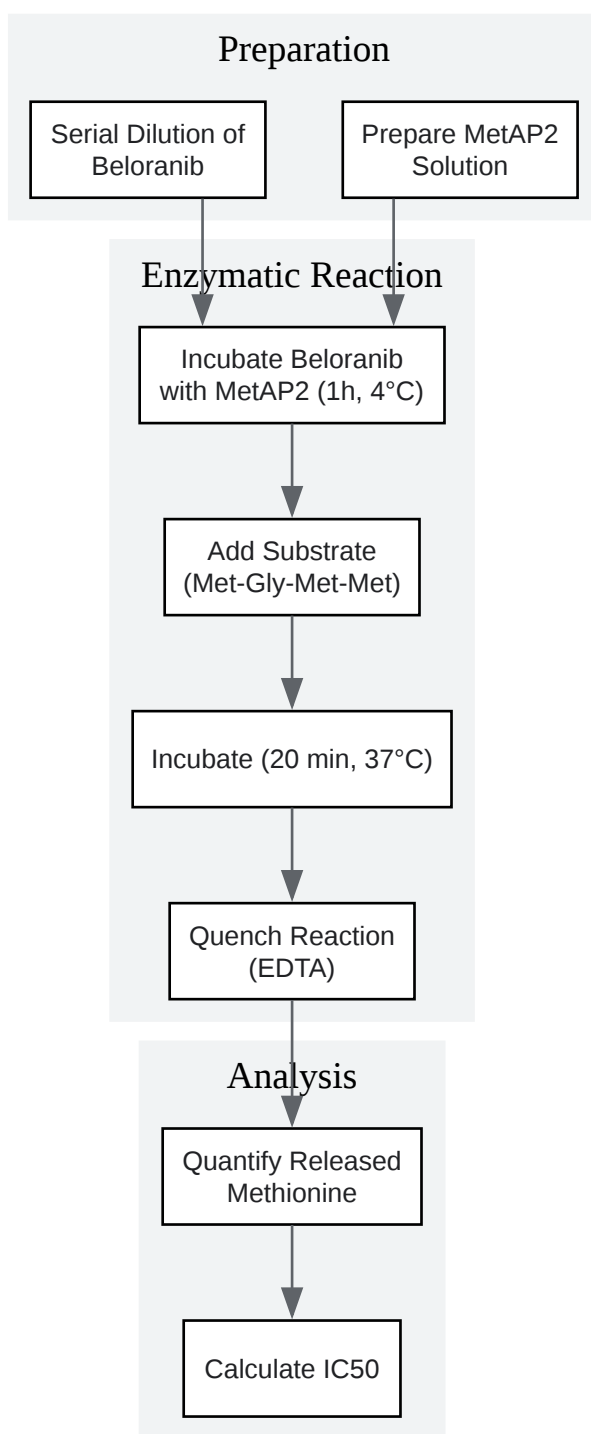 Preparation
Serial Dilution of
Beloranib
Prepare MetAP2
Solution
Enzymatic Reaction
Incubate Beloranib
with MetAP2 (1h, 4°C)
Add Substrate
(Met-Gly-Met-Met)
Incubate (20 min, 37°C)
Quench Reaction
(EDTA)
Analysis
Quantify Released
Methionine
Calculate IC50